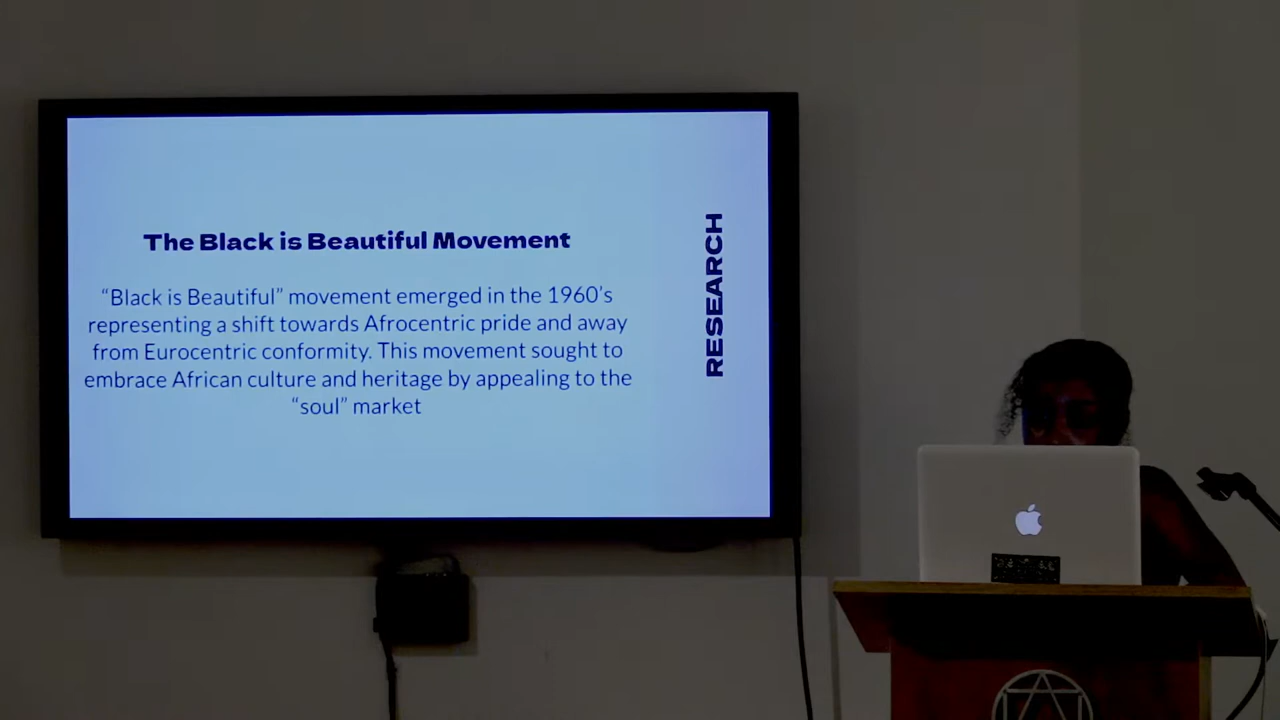 The Black is Beautiful Movement
“Black is Beautiful” movement emerged in the 1960’s
representing a shift towards Afrocentric pride and away
from Eurocentric conformity. This movement sought to
embrace African culture and heritage by appealing to the
“soul” market
RESEARCH